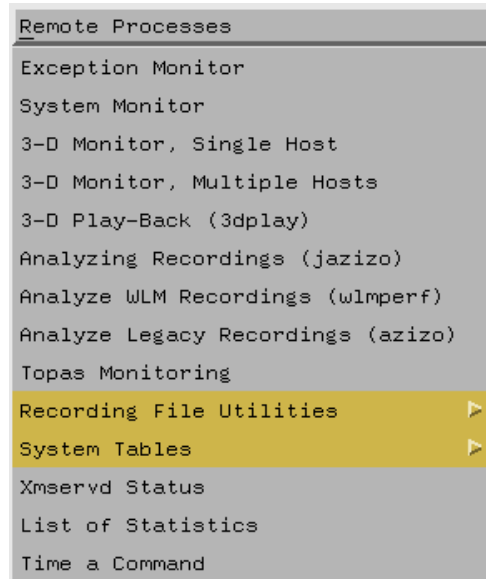 Remote Processes
Exception Monitor
System Monitor
3-D Monitor, Single Host
3-D Monitor, Multiple Hosts
3-D Play-Back (3dplay)
Analyzing Recordings (jazizo)
Analyze WLM Recordings (wlmperf)
Analyze Legacy Recordings (azizo)
Topas Monitoring
Recording File Utilities
System Tables
Xmservd Status
List of Statistics
Time a Command